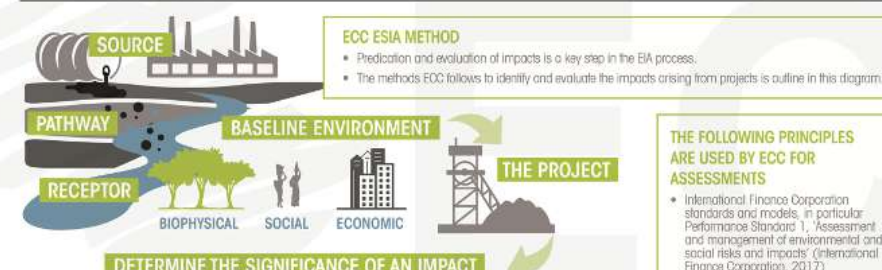 SOURCE
PATHWAY
RECEPTOR
ECC ESIA METHOD
• Predication and evaluation of impacts is a key step in the EIA process.
• The methods ECC follows to identify and evaluate the impacts arising from projects is outline in this diagram.
BASELINE ENVIRONMENT
BIOPHYSICAL
SOCIAL
ECONOMIC
THE PROJECT
THE FOLLOWING PRINCIPLES
ARE USED BY ECC FOR
ASSESSMENTS
• International Finance Corporation
standards and models, in particular
Performance Standard 1, 'Assessment
and management of environmental and
social risks and impacts' (International
Finance Corporation, 2017)
DETERMINE THE SIGNIFICANCE OF AN IMPACT